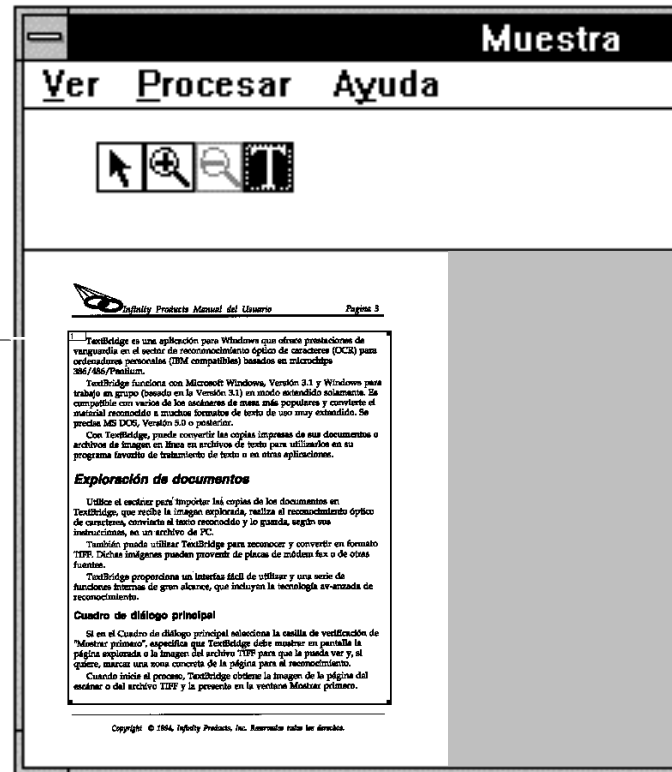 Muestra
Ver Procesar Ayuda
T
Infinity Products Manual del Usuario Pagina 3
1
TextBridge es una aplicación para Windows que ofrece prestaciones de
vanguardia en el sector de reconocimiento óptico de caracteres (OCR) para
ordenadores personales (IBM compatibles) basados en microchips
386/486/Pentium.
TextBridge funciona con Microsoft Windows, Versión 3.1 y Windows para
trabajo en grupo (basado en la Versión 3.1) en modo extendido solamente. Es
compatible con varios de los escáneres de mesa más populares y convierte el
material reconocido a muchos formatos de texto de uso muy extendido. Se
precisa MS DOS, Versión 5.0 o posterior.
Con TextBridge, puede convertir las copias impresas de sus documentos o
archivos de imagen en línea en archivos de texto para utilizarlos en su
programa favorito de tratamiento de texto o en otras aplicaciones.
Exploración de documentos
Utilice el escáner para importar las copias de los documentos en
TextBridge, que recibe la imagen explorada, realiza el reconocimiento óptico
de caracteres, convierte el texto reconocido y lo guarda, según sus
instrucciones, en un archivo de PC.
También puede utilizar TextBridge para reconocer y convertir en formato
TIFF. Dichas imágenes pueden provenir de placas de módem fax o de otras
fuentes.
TextBridge proporciona un interfaz fácil de utilizar y una serie de
funciones internas de gran alcance, que incluyen la tecnología av-anzada de
reconocimiento.
Cuadro de diálogo principal
Si en el Cuadro de diálogo principal selecciona la casilla de verificación de
"Mostrar primero", especifica que TextBridge debe mostrar en pantalla la
página explorada o la imagen del archivo TIFF para que la pueda ver y, si
quiere, marcar una zona concreta de la página para el reconocimiento.
Cuando inicie el proceso, TextBridge obtiene la imagen de la página del
escáner o del archivo TIFF y la presenta en la ventana Mostrar primero.
Copyright © 1994, Infinity Products, Inc. Reservados todos los derechos.